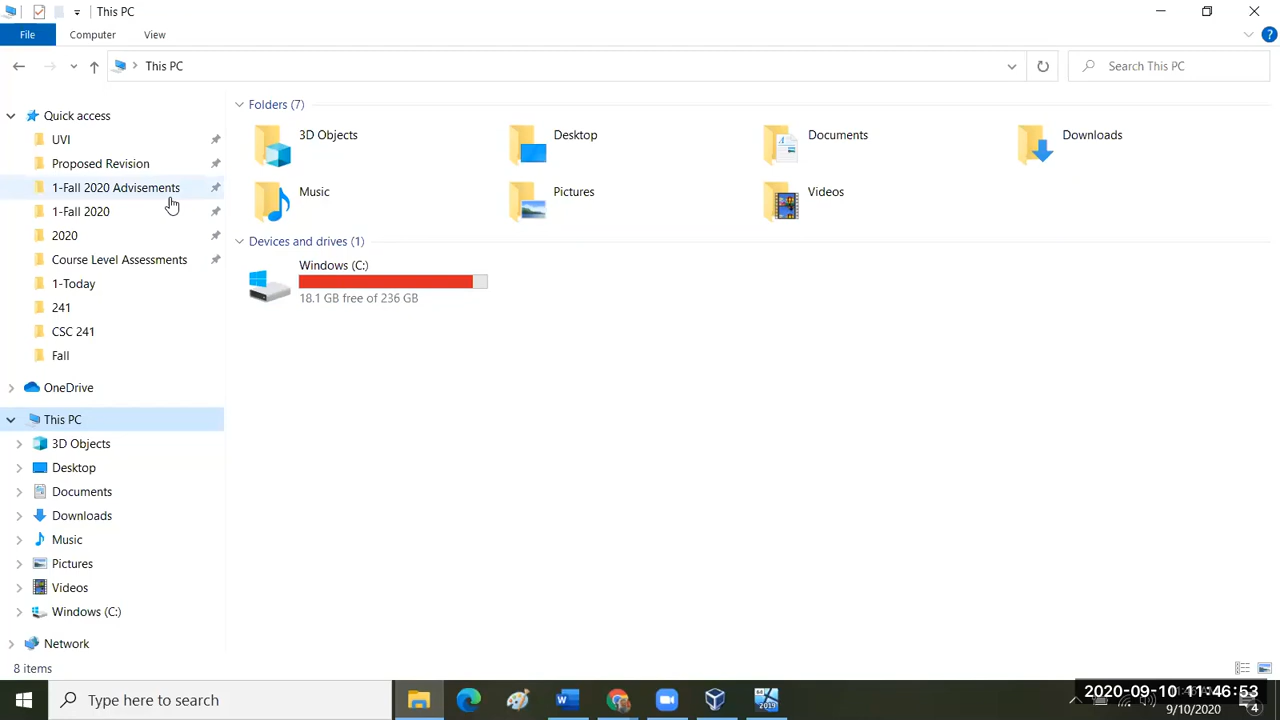 This PC
File
Computer
View
This PC
Search This PC
Quick access
UVI
Proposed Revision
1-Fall 2020 Advisements
1-Fall 2020
2020
Course Level Assessments
1-Today
241
CSC 241
Fall
OneDrive
This PC
3D Objects
Desktop
Documents
Downloads
Music
Pictures
Videos
Windows (C:)
Network
Folders (7)
3D Objects
Desktop
Documents
Downloads
Music
Pictures
Videos
Devices and drives (1)
Windows (C:)
18.1 GB free of 236 GB
8 items
Type here to search
2019
2020-09-10 11:46:53
9/10/2020
4